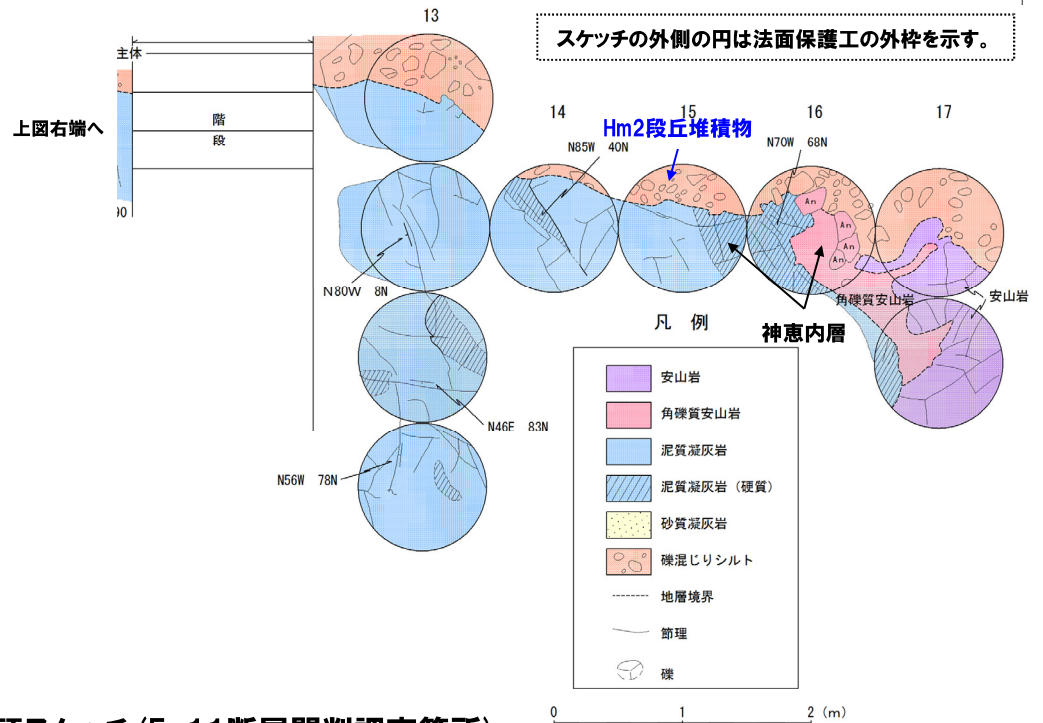 13
スケッチの外側の円は法面保護工の外枠を示す。
主体
上図右端へ
階
段
14
15
16
17
Hm2段丘堆積物
N85W 40N
N70W 68N
An
An
An
An
N80W 8N
角礫質安山岩
安山岩
神恵内層
N46E 83N
N56W 78N
凡 例
安山岩
角礫質安山岩
泥質凝灰岩
泥質凝灰岩（硬質）
砂質凝灰岩
礫混じりシルト
地層境界
節理
礫
0 1 2 (m)